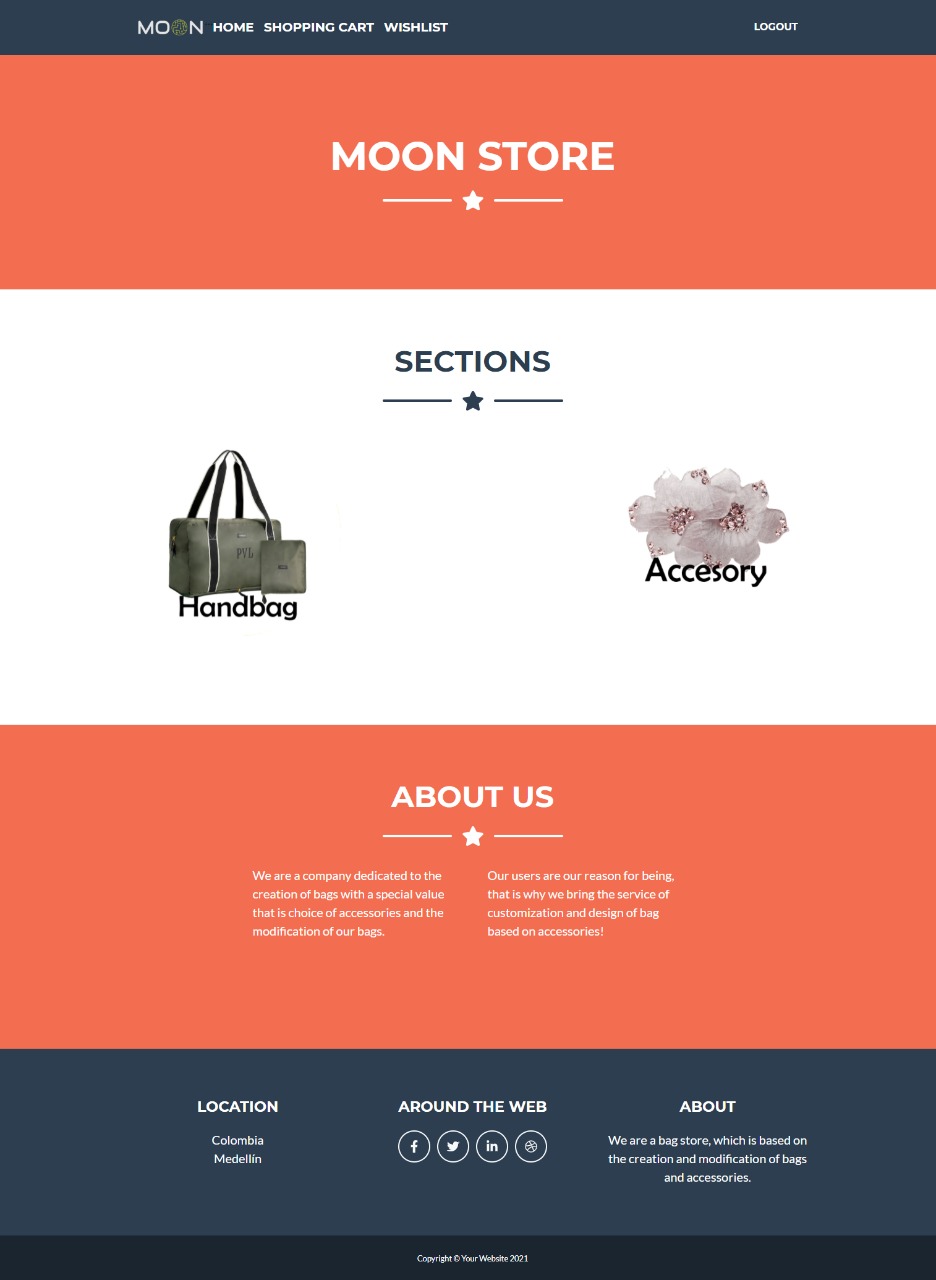 MOON HOME SHOPPING CART WISHLIST LOGOUT
MOON STORE
SECTIONS
PVL
Handbag
Accesory
ABOUT US
We are a company dedicated to the
creation of bags with a special value
that is choice of accessories and the
modification of our bags.
Our users are our reason for being,
that is why we bring the service of
customization and design of bag
based on accessories!
LOCATION
Colombia
Medellín
AROUND THE WEB
ABOUT
We are a bag store, which is based on
the creation and modification of bags
and accessories.
Copyright © Your Website 2021